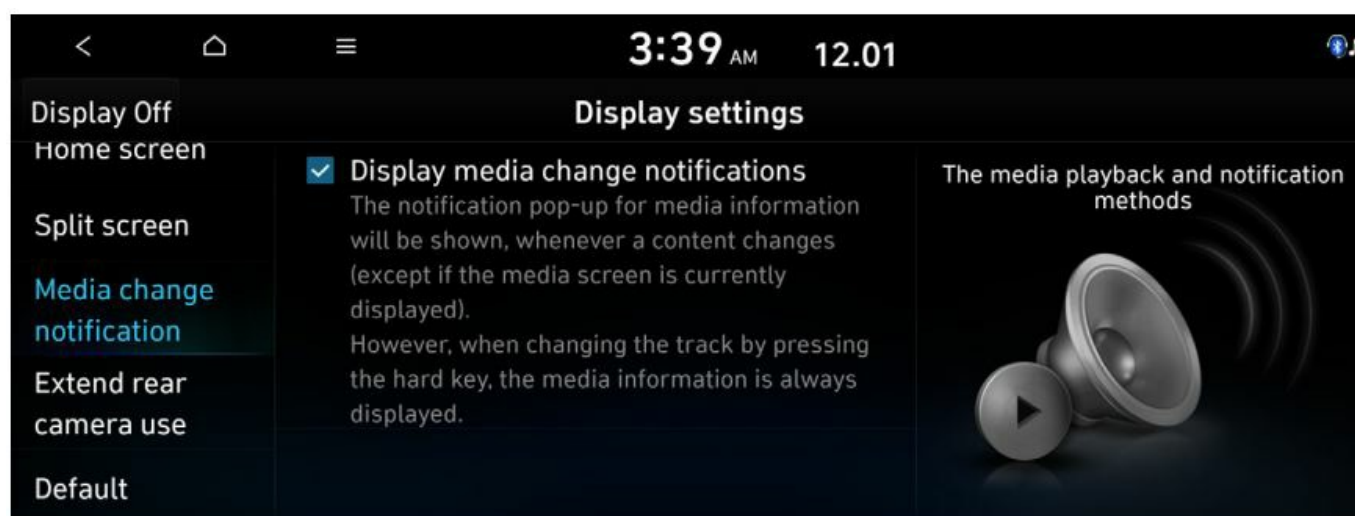 3:39 AM 12.01
Display Off
Display settings
Home screen
Split screen
Media change
notification
Extend rear
camera use
Default
Display media change notifications
The notification pop-up for media information
will be shown, whenever a content changes
(except if the media screen is currently
displayed).
However, when changing the track by pressing
the hard key, the media information is always
displayed.
The media playback and notification
methods